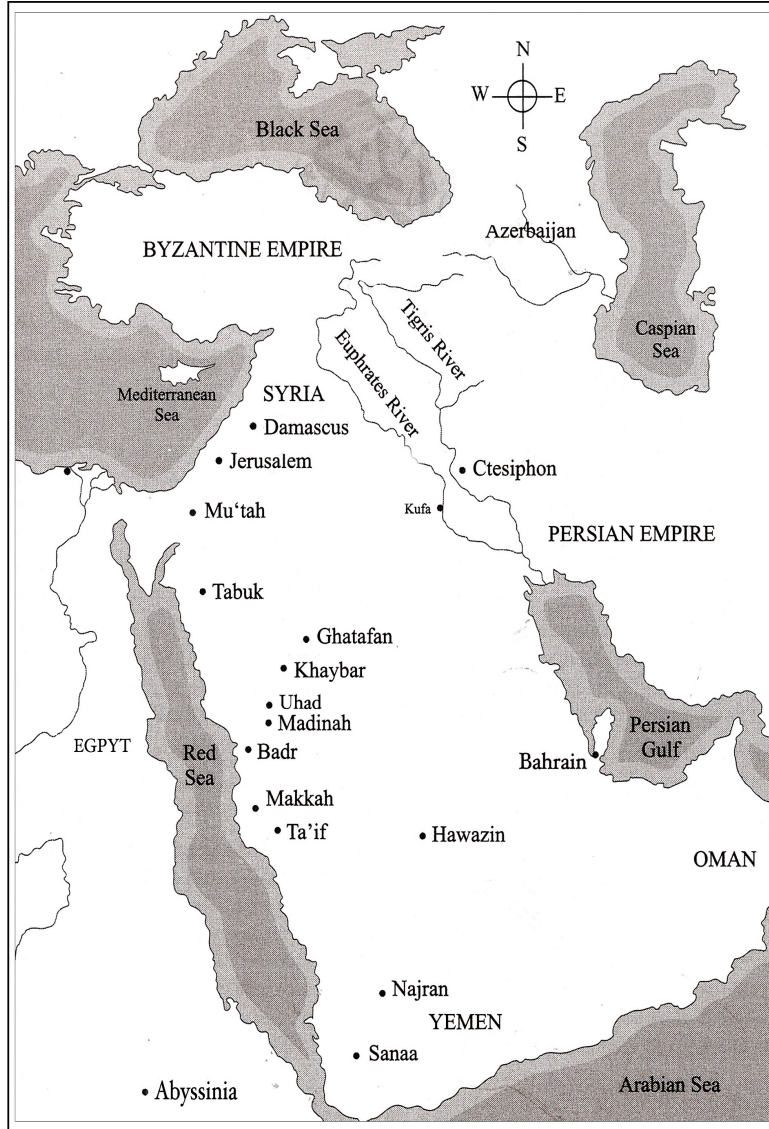 N
W E
S
Black Sea
Azerbaijan
BYZANTINE EMPIRE
Tigris River
Euphrates River
Caspian
Sea
Mediterranean
Sea
SYRIA
Damascus
Jerusalem
Ctesiphon
Mu‘tah
Kufa
PERSIAN EMPIRE
Tabuk
Ghatafan
Khaybar
Uhad
Madinah
EGPYT
Red
Sea
Badr
Persian
Gulf
Bahrain
Makkah
Ta’if
Hawazin
OMAN
Najran
YEMEN
Sanaa
Abyssinia
Arabian Sea